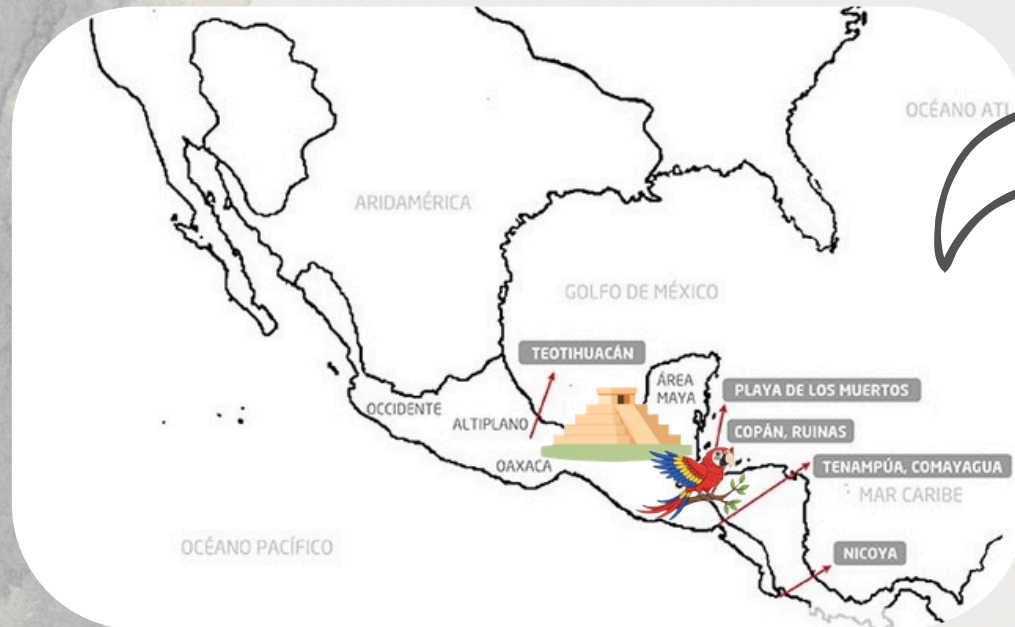 OCÉANO ATL
ARIDAMÉRICA
GOLFO DE MÉXICO
TEOTIHUACÁN
ÁREA
MAYA
PLAYA DE LOS MUERTOS
OCCIDENTE
ALTIPLANO
COPÁN, RUINAS
OAXACA
TENAMPÚA, COMAYAGUA
MAR CARIBE
OCÉANO PACÍFICO
NICOYA